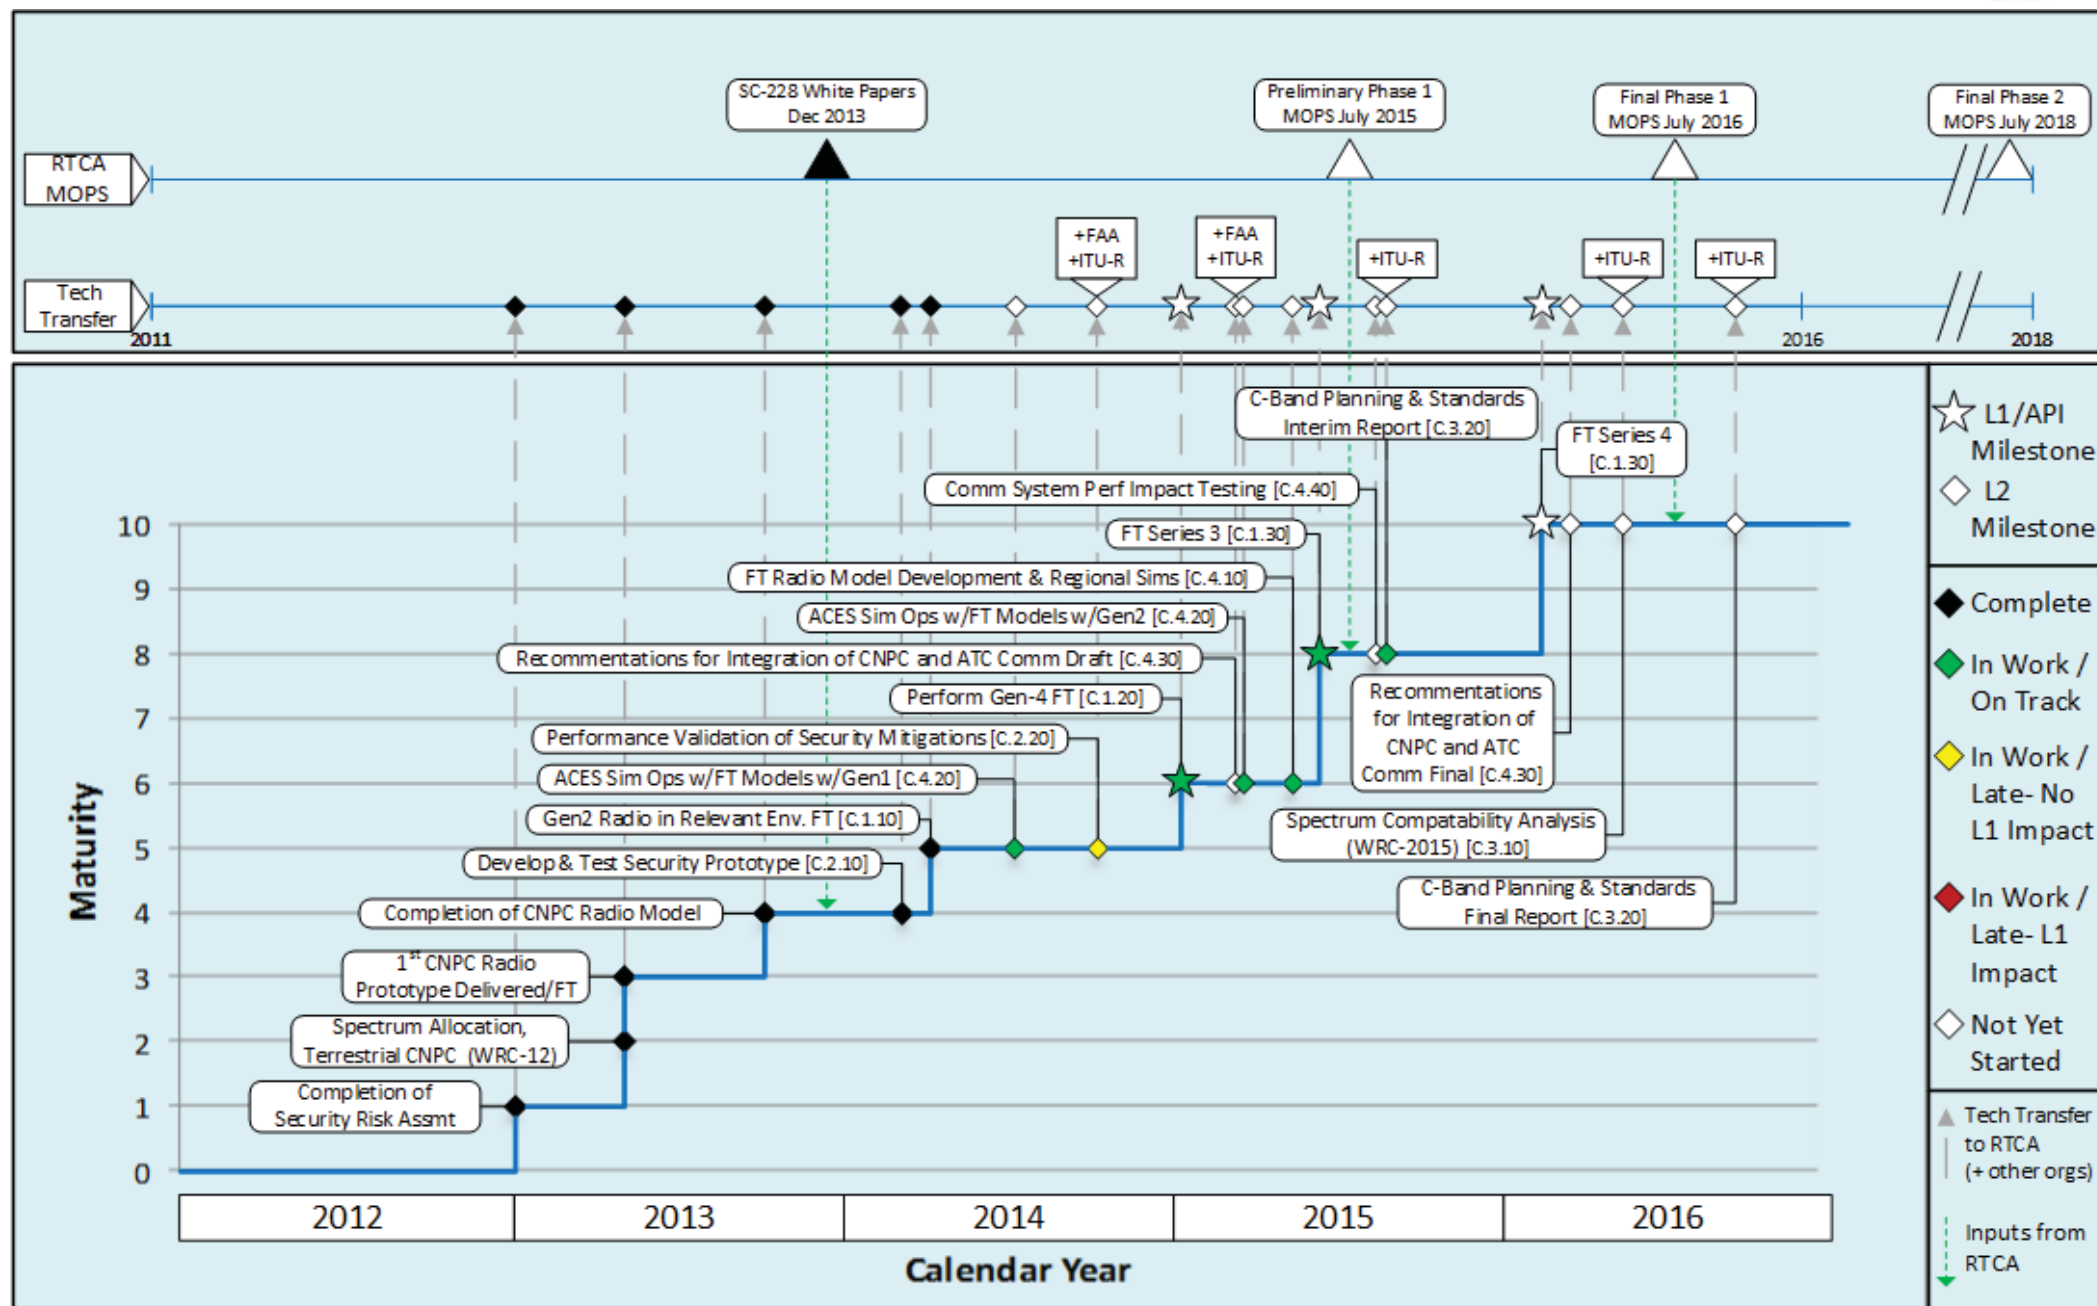 SC-228 White Papers
Dec 2013
Preliminary Phase 1
MOPS July 2015
Final Phase 1
MOPS July 2016
Final Phase 2
MOPS July 2018
RTCA
MOPS
+FAA
+ITU-R
+FAA
+ITU-R
+ITU-R
+ITU-R
+ITU-R
Tech
Transfer
2011
2016
2018
C-Band Planning & Standards
Interim Report [C.3.20]
FT Series 4
[C.1.30]
Comm System Perf Impact Testing [C.4.40]
FT Series 3 [C.1.30]
FT Radio Model Development & Regional Sims [C.4.10]
ACES Sim Ops w/FT Models w/Gen2 [C.4.20]
Recommentations for Integration of CNPC and ATC Comm Draft [C.4.30]
Perform Gen-4 FT [C.1.20]
Performance Validation of Security Mitigations [C.2.20]
ACES Sim Ops w/FT Models w/Gen1 [C.4.20]
Gen2 Radio in Relevant Env. FT [C.1.10]
Develop & Test Security Prototype [C.2.10]
Completion of CNPC Radio Model
1st CNPC Radio
Prototype Delivered/FT
Spectrum Allocation,
Terrestrial CNPC (WRC-12)
Completion of
Security Risk Assmt
Recommentations
for Integration of
CNPC and ATC
Comm Final [C.4.30]
Spectrum Compatability Analysis
(WRC-2015) [C.3.10]
C-Band Planning & Standards
Final Report [C.3.20]
Maturity
10
9
8
7
6
5
4
3
2
1
0
2012
2013
2014
2015
2016
Calendar Year
L1/API
Milestone
L2
Milestone
Complete
In Work /
On Track
In Work /
Late- No
L1 Impact
In Work /
Late- L1
Impact
Not Yet
Started
Tech Transfer
to RTCA
(+ other orgs)
Inputs from
RTCA